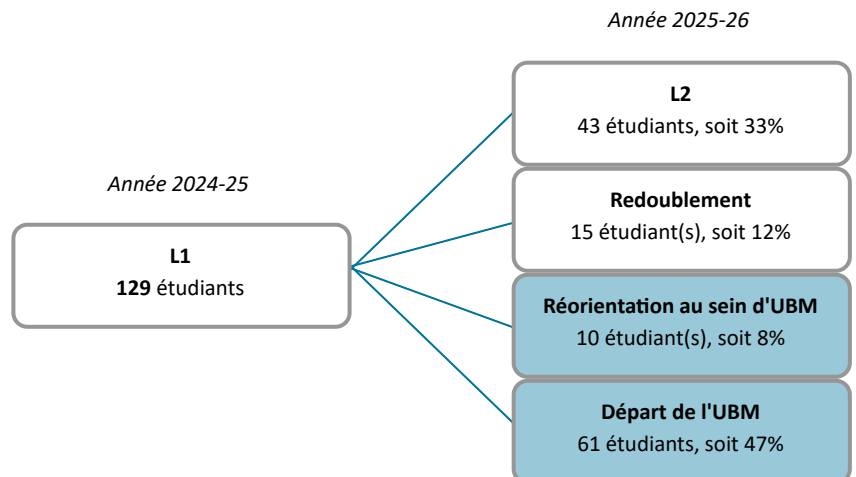 Année 2025-26
L2
43 étudiants, soit 33%
Année 2024-25
Redoublement
15 étudiant(s), soit 12%
L1
129 étudiants
Réorientation au sein d'UBM
10 étudiant(s), soit 8%
Départ de l'UBM
61 étudiants, soit 47%